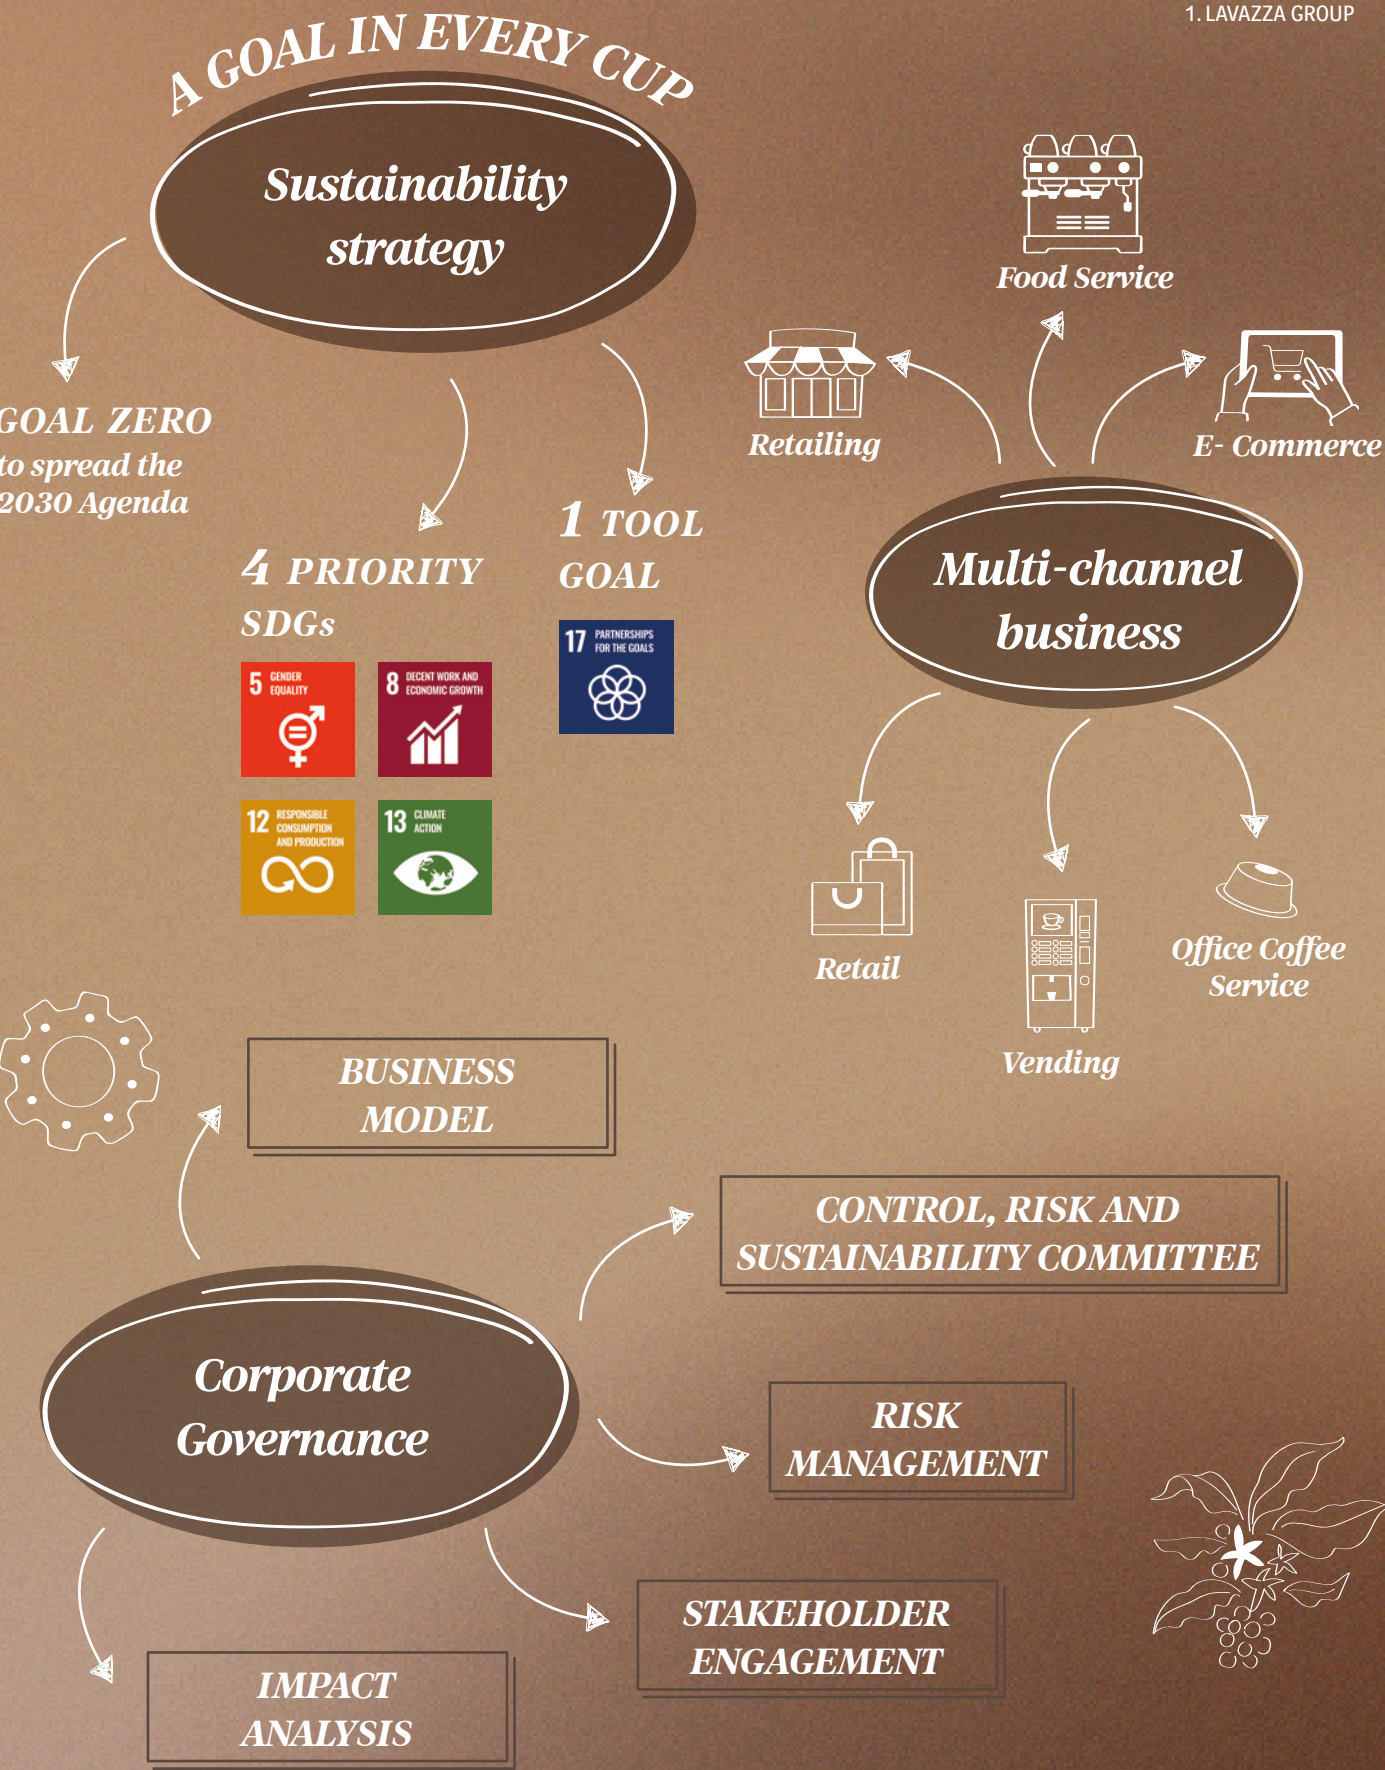 1. LAVAZZA GROUP
A GOAL IN EVERY CUP
Sustainability
strategy
GOAL ZERO
to spread the
2030 Agenda
4 PRIORITY
SDGs
5 GENDER
EQUALITY
8 DECENT WORK AND
ECONOMIC GROWTH
12 RESPONSIBLE
CONSUMPTION
AND PRODUCTION
13 CLIMATE
ACTION
1 TOOL
GOAL
17 PARTNERSHIPS
FOR THE GOALS
Food Service
Retailing
E- Commerce
Multi-channel
business
Retail
Vending
Office Coffee
Service
BUSINESS
MODEL
CONTROL, RISK AND
SUSTAINABILITY COMMITTEE
Corporate
Governance
RISK
MANAGEMENT
STAKEHOLDER
ENGAGEMENT
IMPACT
ANALYSIS